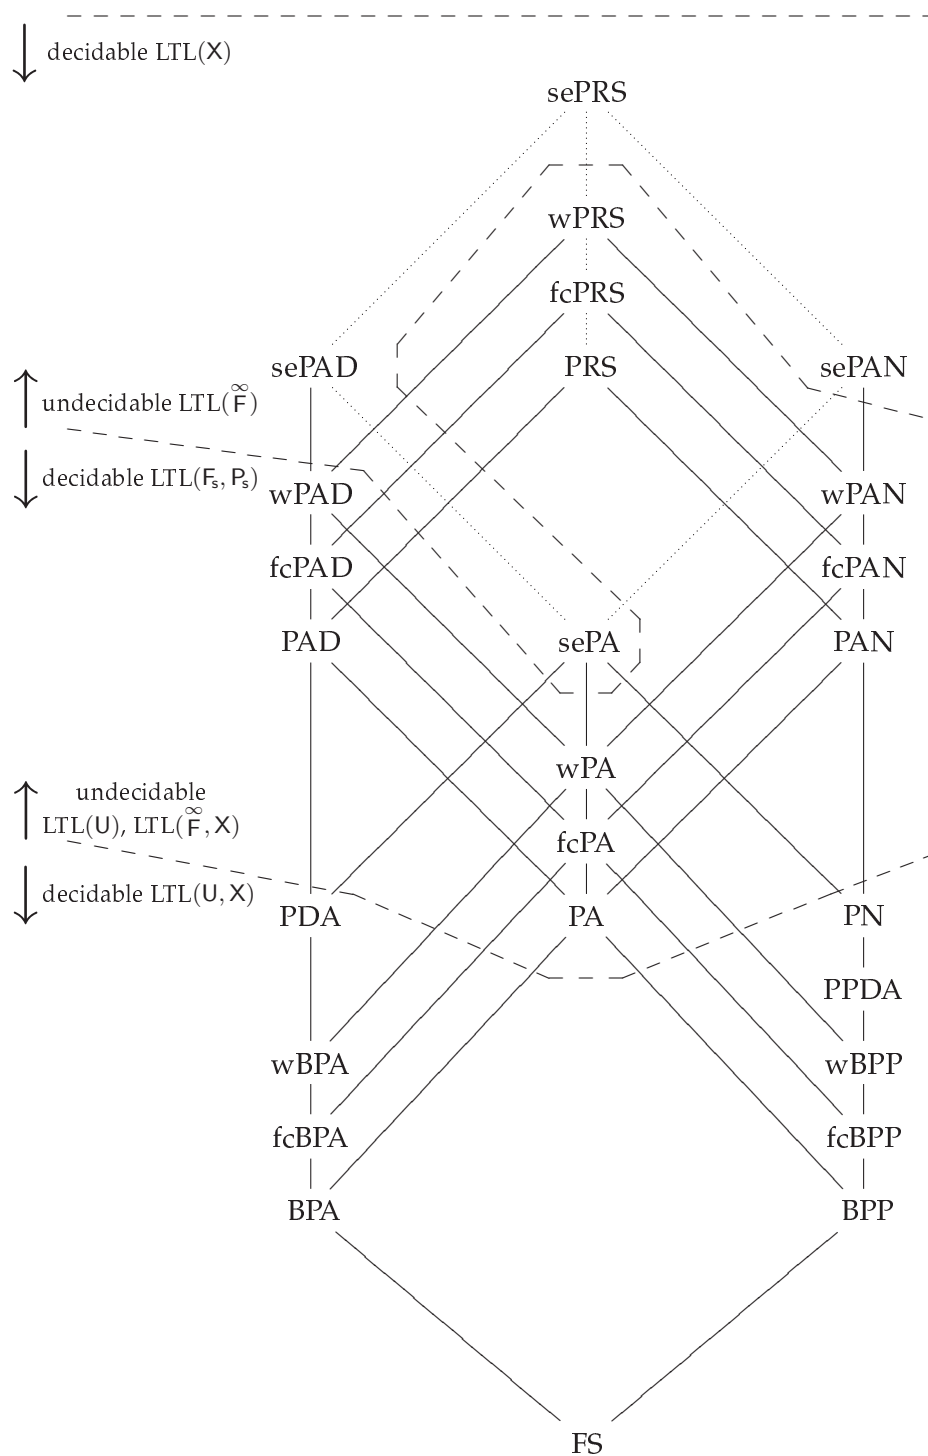 decidable LTL(X)
sePRS
wPRS
fcPRS
sePAD PRS sePAN
undecidable LTL(F∞)
decidable LTL(Fₛ, Pₛ)
wPAD wPAN
fcPAD fcPAN
PAD sePA PAN
wPA
undecidable
LTL(U), LTL(F∞, X)
fcPA
decidable LTL(U, X)
PDA PA PN
PPDA
wBPA wBPP
fcBPA fcBPP
BPA BPP
FS